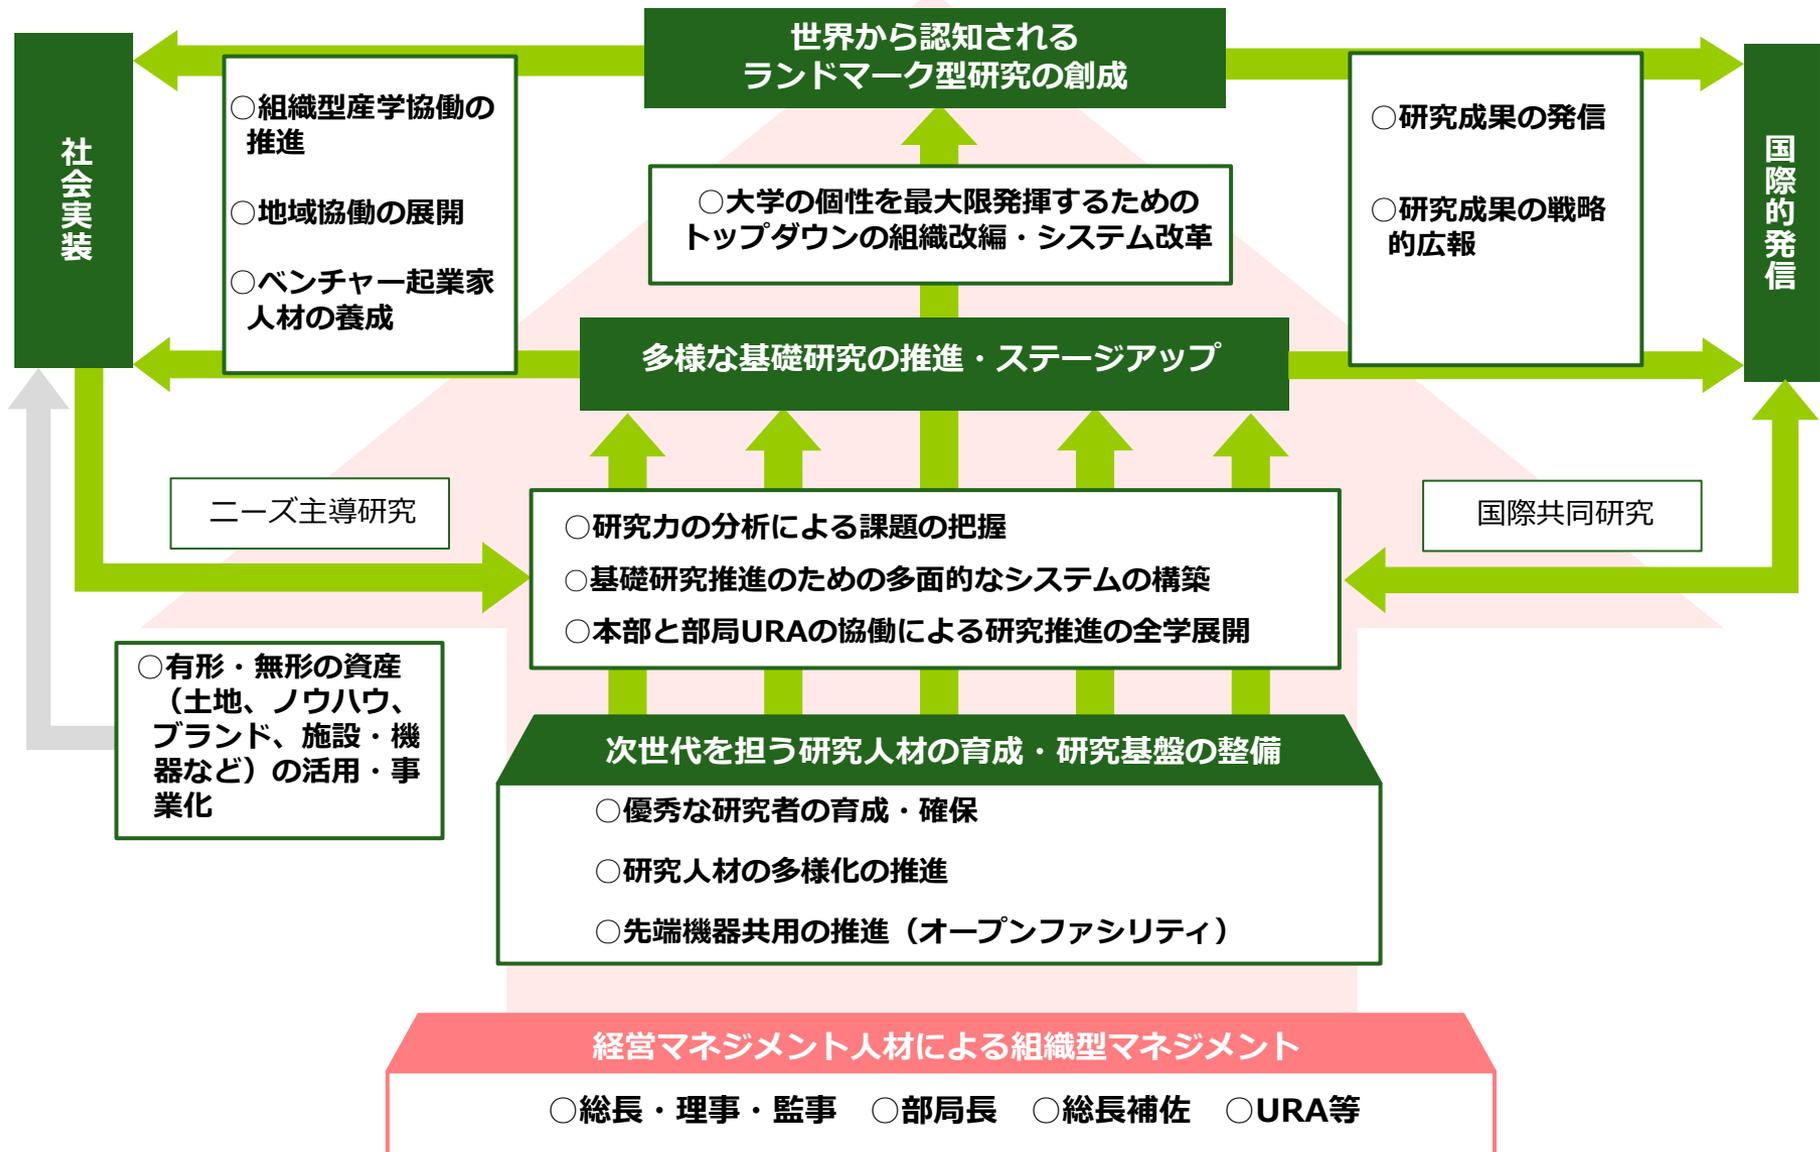 世界から認知される
ランドマーク型研究の創成
社会実装
○組織型産学協働の
推進
○地域協働の展開
○ベンチャー起業家
人材の養成
○大学の個性を最大限発揮するための
トップダウンの組織改編・システム改革
○研究成果の発信
○研究成果の戦略
的広報
国際的発信
多様な基礎研究の推進・ステージアップ
ニーズ主導研究
国際共同研究
○研究力の分析による課題の把握
○基礎研究推進のための多面的なシステムの構築
○本部と部局URAの協働による研究推進の全学展開
○有形・無形の資産
（土地、ノウハウ、
ブランド、施設・機
器など）の活用・事
業化
次世代を担う研究人材の育成・研究基盤の整備
○優秀な研究者の育成・確保
○研究人材の多様化の推進
○先端機器共用の推進（オープンファシリティ）
経営マネジメント人材による組織型マネジメント
○総長・理事・監事　○部局長　○総長補佐　○URA等